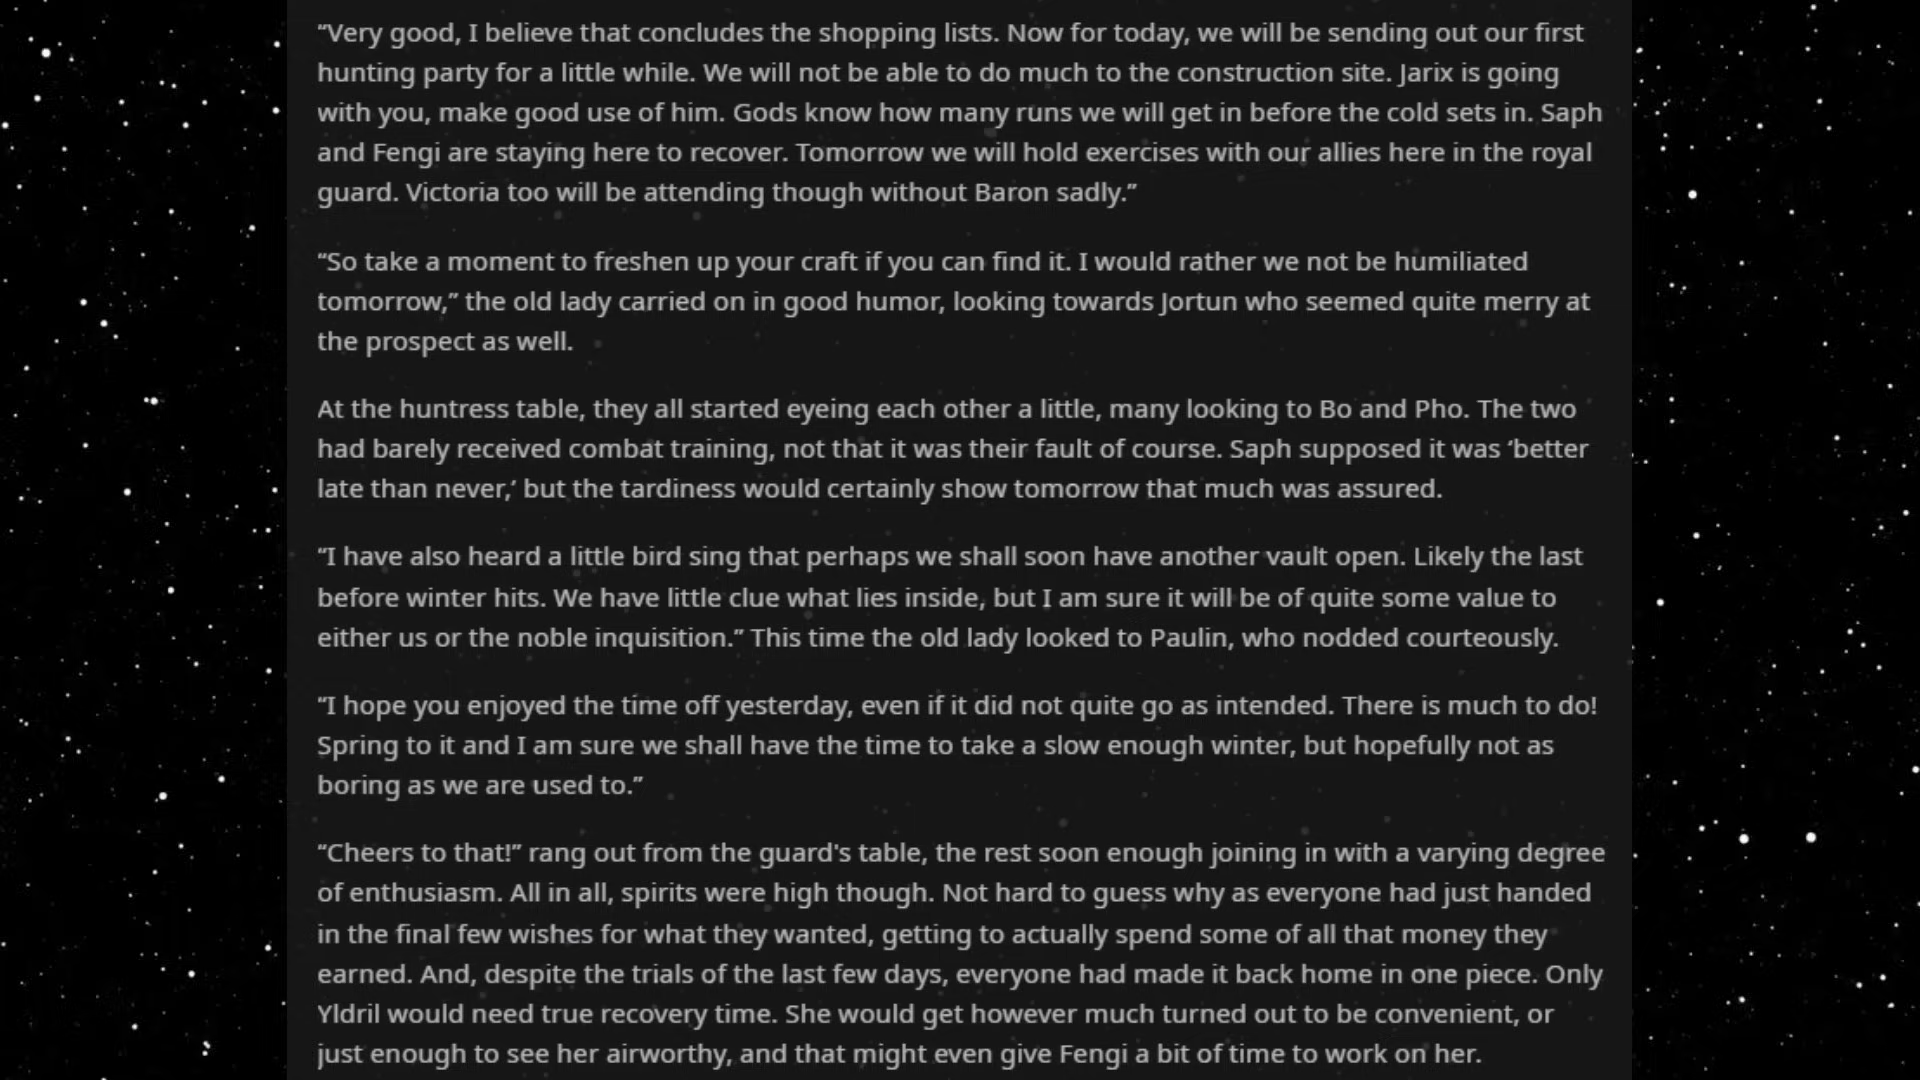 “Very good, I believe that concludes the shopping lists. Now for today, we will be sending out our first
hunting party for a little while. We will not be able to do much to the construction site. Jarix is going
with you, make good use of him. Gods know how many runs we will get in before the cold sets in. Saph
and Fengi are staying here to recover. Tomorrow we will hold exercises with our allies here in the royal
guard. Victoria too will be attending though without Baron sadly.”
“So take a moment to freshen up your craft if you can find it. I would rather we not be humiliated
tomorrow,” the old lady carried on in good humor, looking towards Jortun who seemed quite merry at
the prospect as well.
At the huntress table, they all started eyeing each other a little, many looking to Bo and Pho. The two
had barely received combat training, not that it was their fault of course. Saph supposed it was ‘better
late than never,’ but the tardiness would certainly show tomorrow that much was assured.
“I have also heard a little bird sing that perhaps we shall soon have another vault open. Likely the last
before winter hits. We have little clue what lies inside, but I am sure it will be of quite some value to
either us or the noble inquisition.” This time the old lady looked to Paulin, who nodded courteously.
“I hope you enjoyed the time off yesterday, even if it did not quite go as intended. There is much to do!
Spring to it and I am sure we shall have the time to take a slow enough winter, but hopefully not as
boring as we are used to.”
“Cheers to that!” rang out from the guard's table, the rest soon enough joining in with a varying degree
of enthusiasm. All in all, spirits were high though. Not hard to guess why as everyone had just handed
in the final few wishes for what they wanted, getting to actually spend some of all that money they
earned. And, despite the trials of the last few days, everyone had made it back home in one piece. Only
Yldril would need true recovery time. She would get however much turned out to be convenient, or
just enough to see her airworthy, and that might even give Fengi a bit of time to work on her.